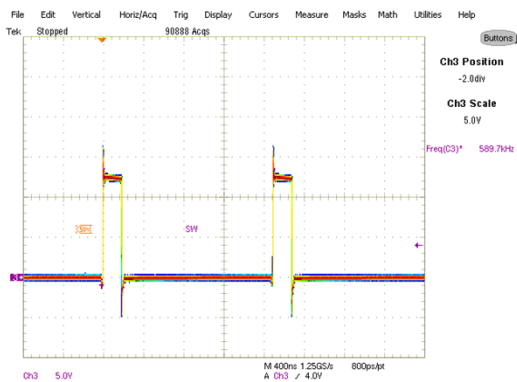 File Edit Vertical Horiz/Acq Trig Display Cursors Measure Masks Math Utilities Help
Tek Stopped 90888 Acqs
Buttons
Ch3 Position
-2.0div
Ch3 Scale
5.0V
Freq(C3)* 589.7kHz
SW
Ch3 5.0V
M 400ns 1.25GS/s 800ps/pt
A Ch3 ∕ 4.0V